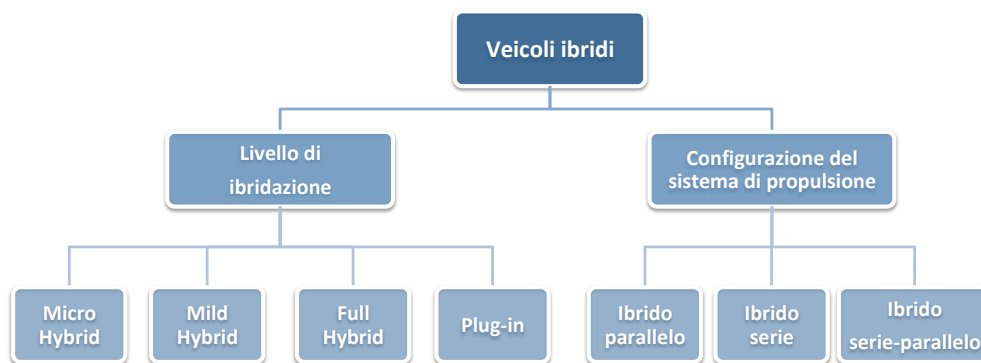 Veicoli ibridi
Livello di
ibridazione
Configurazione del
sistema di propulsione
Micro
Hybrid
Mild
Hybrid
Full
Hybrid
Plug-in
Ibrido
parallelo
Ibrido
serie
Ibrido
serie-parallelo